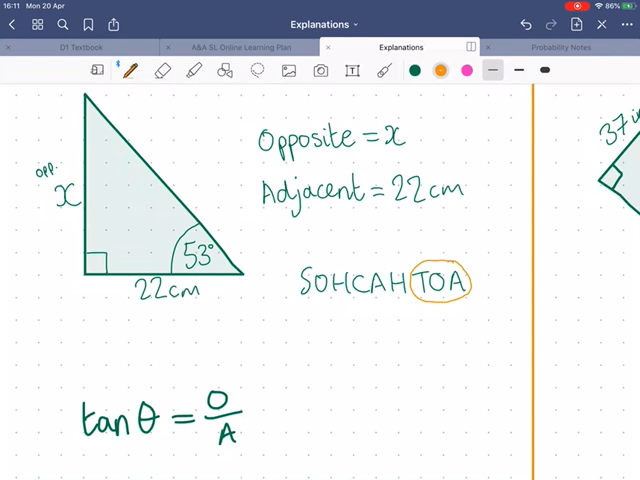 16:11 Mon 20 Apr
86%
Explanations
D1 Textbook
A&A SL Online Learning Plan
Explanations
Probability Notes
opp.
x
53°
22cm
Opposite = x
Adjacent = 22cm
SOHCAHTOA
tan θ = O/A
37